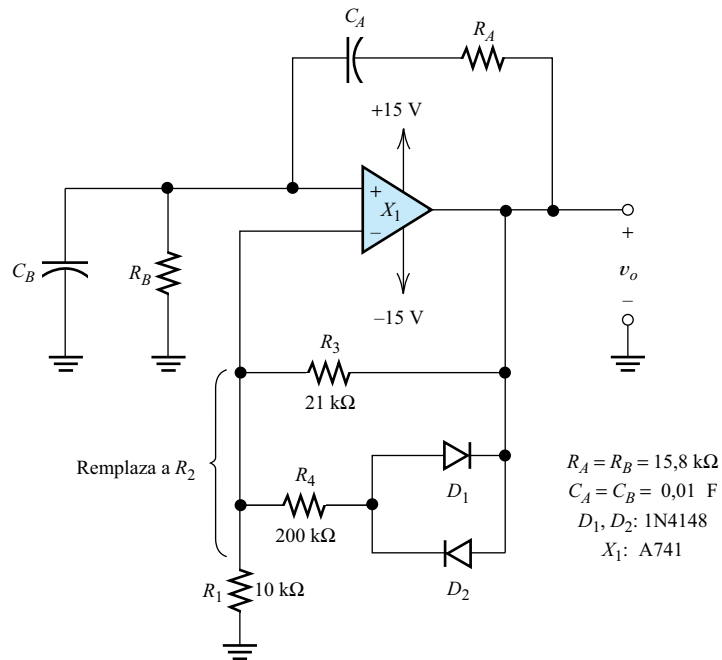 C_A
R_A
+15 V
+
X_1
−
C_B
R_B
+
v_o
−
−15 V
R_3
21 kΩ
Remplaza a R_2
R_4
200 kΩ
D_1
D_2
R_1
10 kΩ
R_A = R_B = 15,8 kΩ
C_A = C_B = 0,01 F
D_1, D_2: 1N4148
X_1: A741